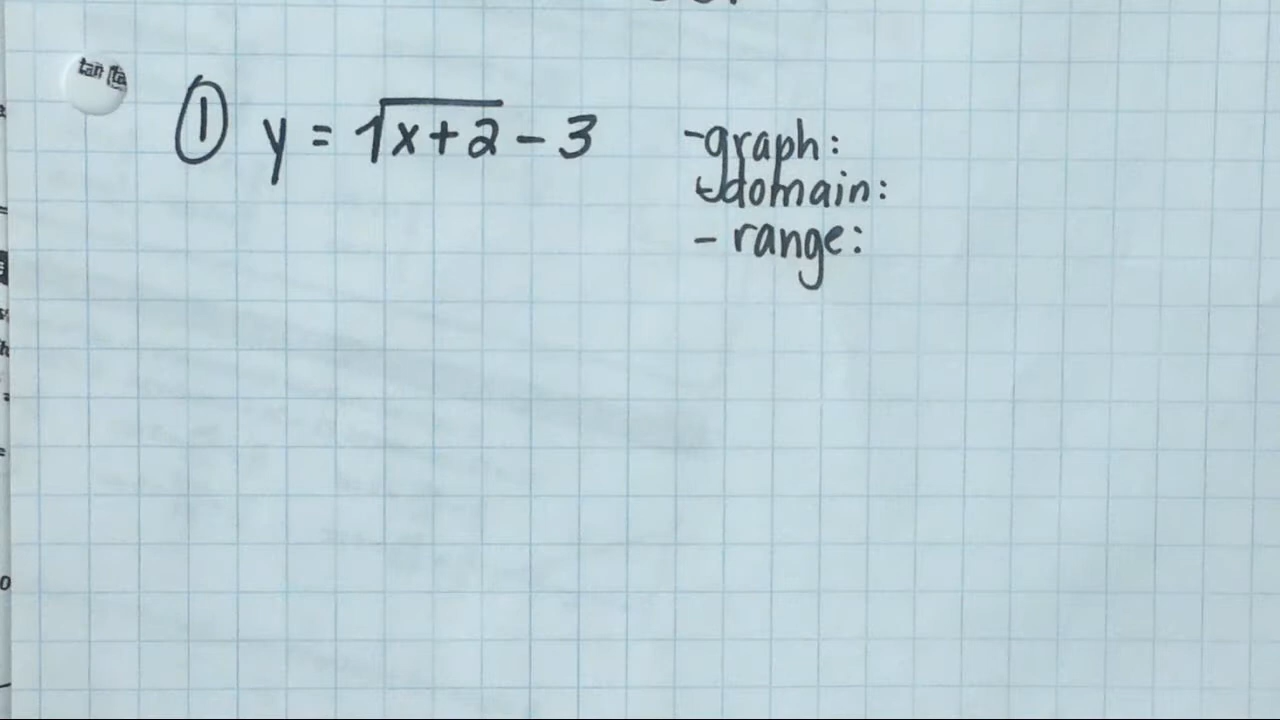 ① y = √x+2 - 3
-graph:
-domain:
- range: